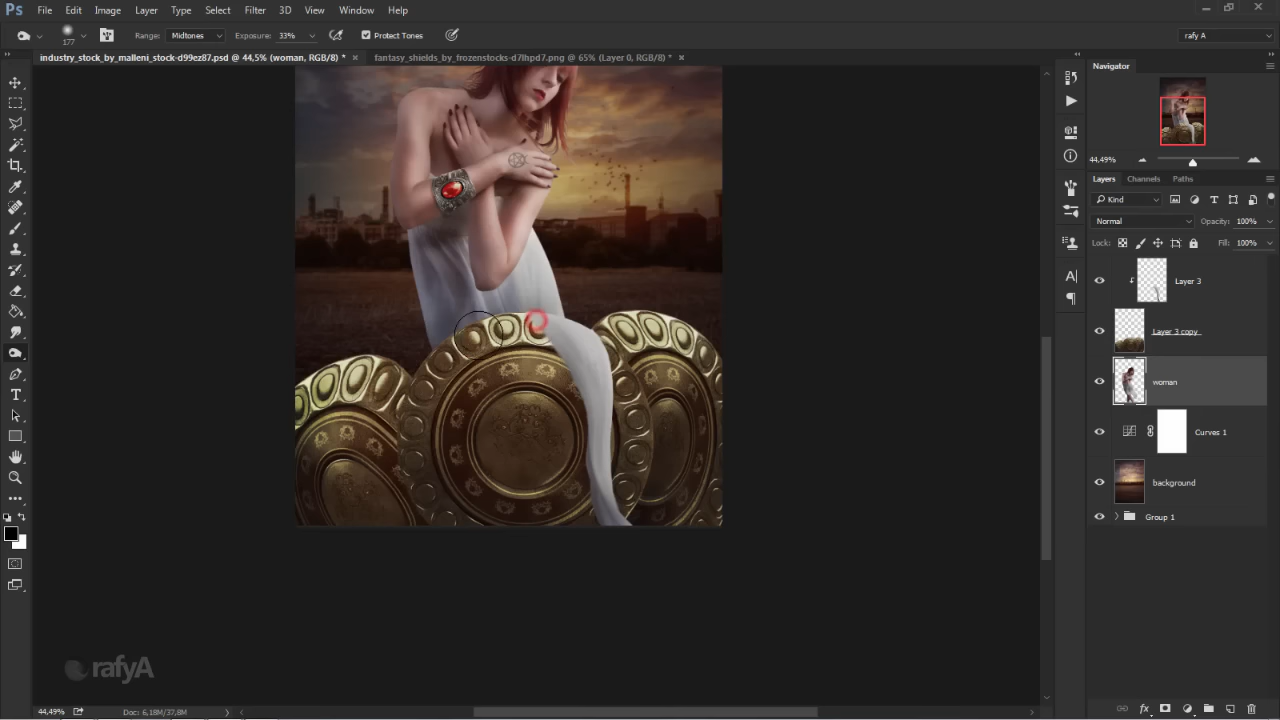 Ps File Edit Image Layer Type Select Filter 3D View Window Help
177 Range: Midtones Exposure: 33% Protect Tones rafy A
industry_stock_by_malleni_stock-d99ez87.psd @ 44,5% (woman, RGB/8) * × fantasy_shields_by_frozenstocks-d7lhpd7.png @ 65% (Layer 0, RGB/8) * ×
Navigator
44,49%
Layers Channels Paths
Kind
Normal Opacity: 100%
Lock: Fill: 100%
Layer 3
Layer 3 copy
woman
Curves 1
background
Group 1
rafyA
44,49% Doc: 6,18M/37,8M